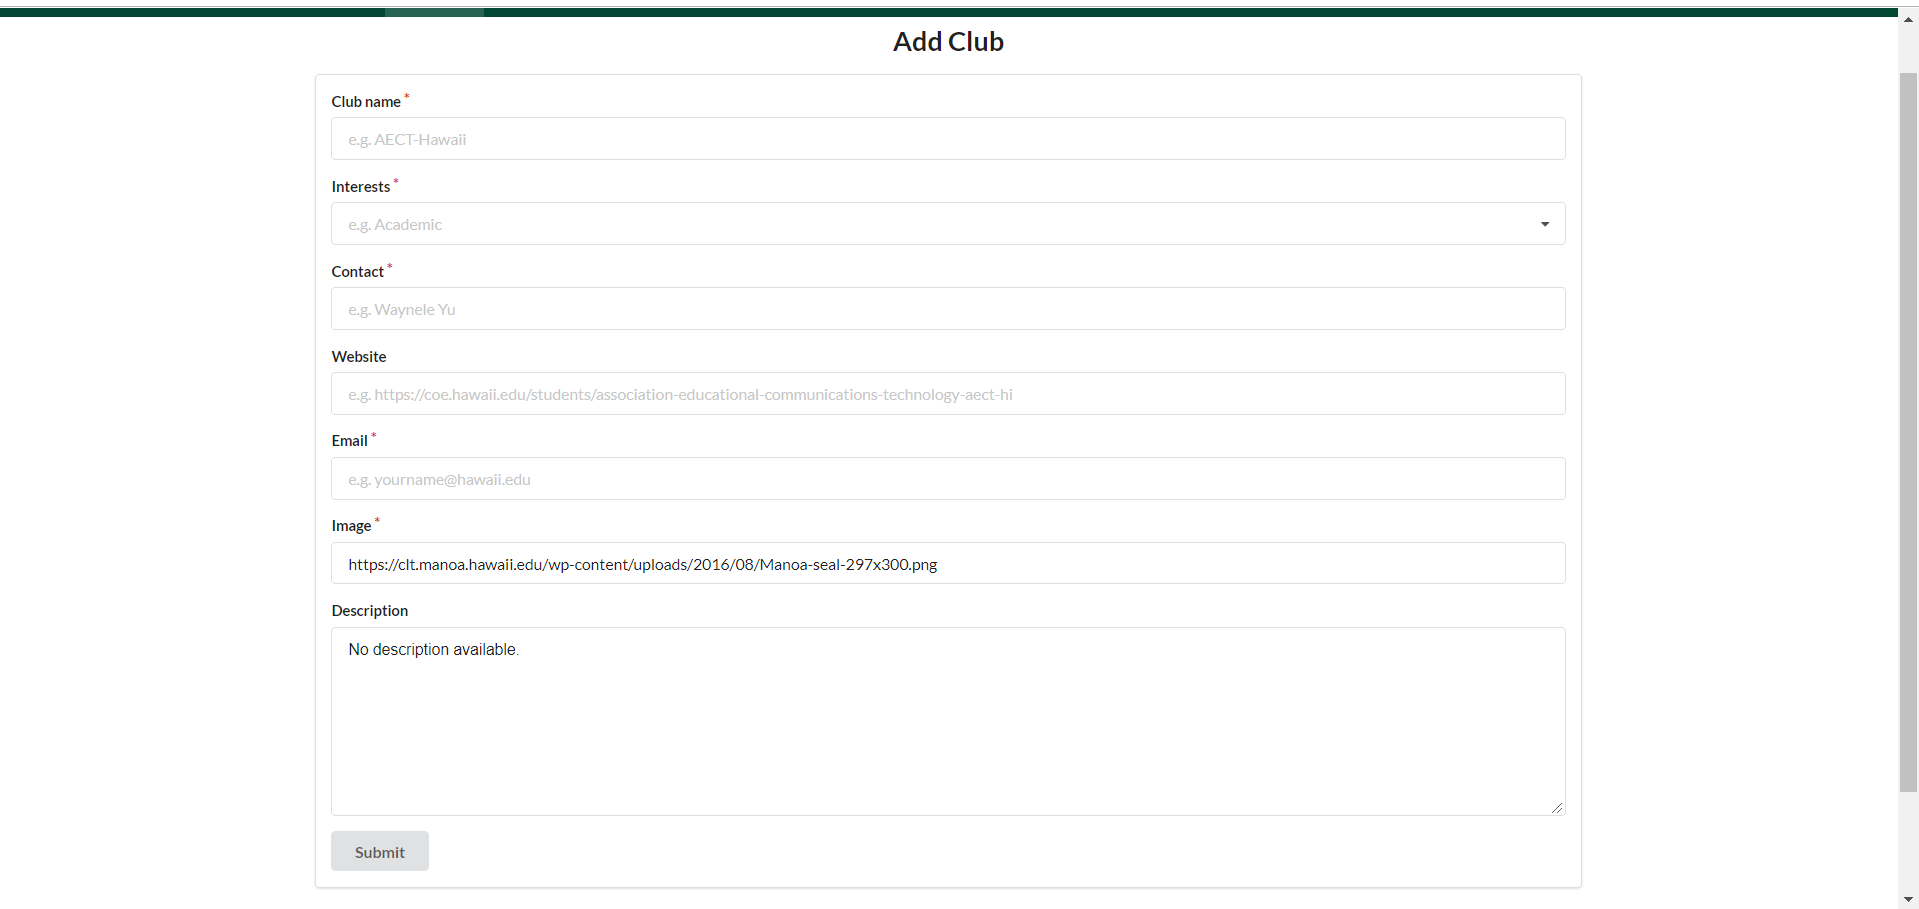 Add Club
Club name *
e.g. AECT-Hawaii
Interests *
e.g. Academic
Contact *
e.g. Waynele Yu
Website
e.g. https://coe.hawaii.edu/students/association-educational-communications-technology-aect-hi
Email *
e.g. yourname@hawaii.edu
Image *
https://clt.manoa.hawaii.edu/wp-content/uploads/2016/08/Manoa-seal-297x300.png
Description
No description available.
Submit